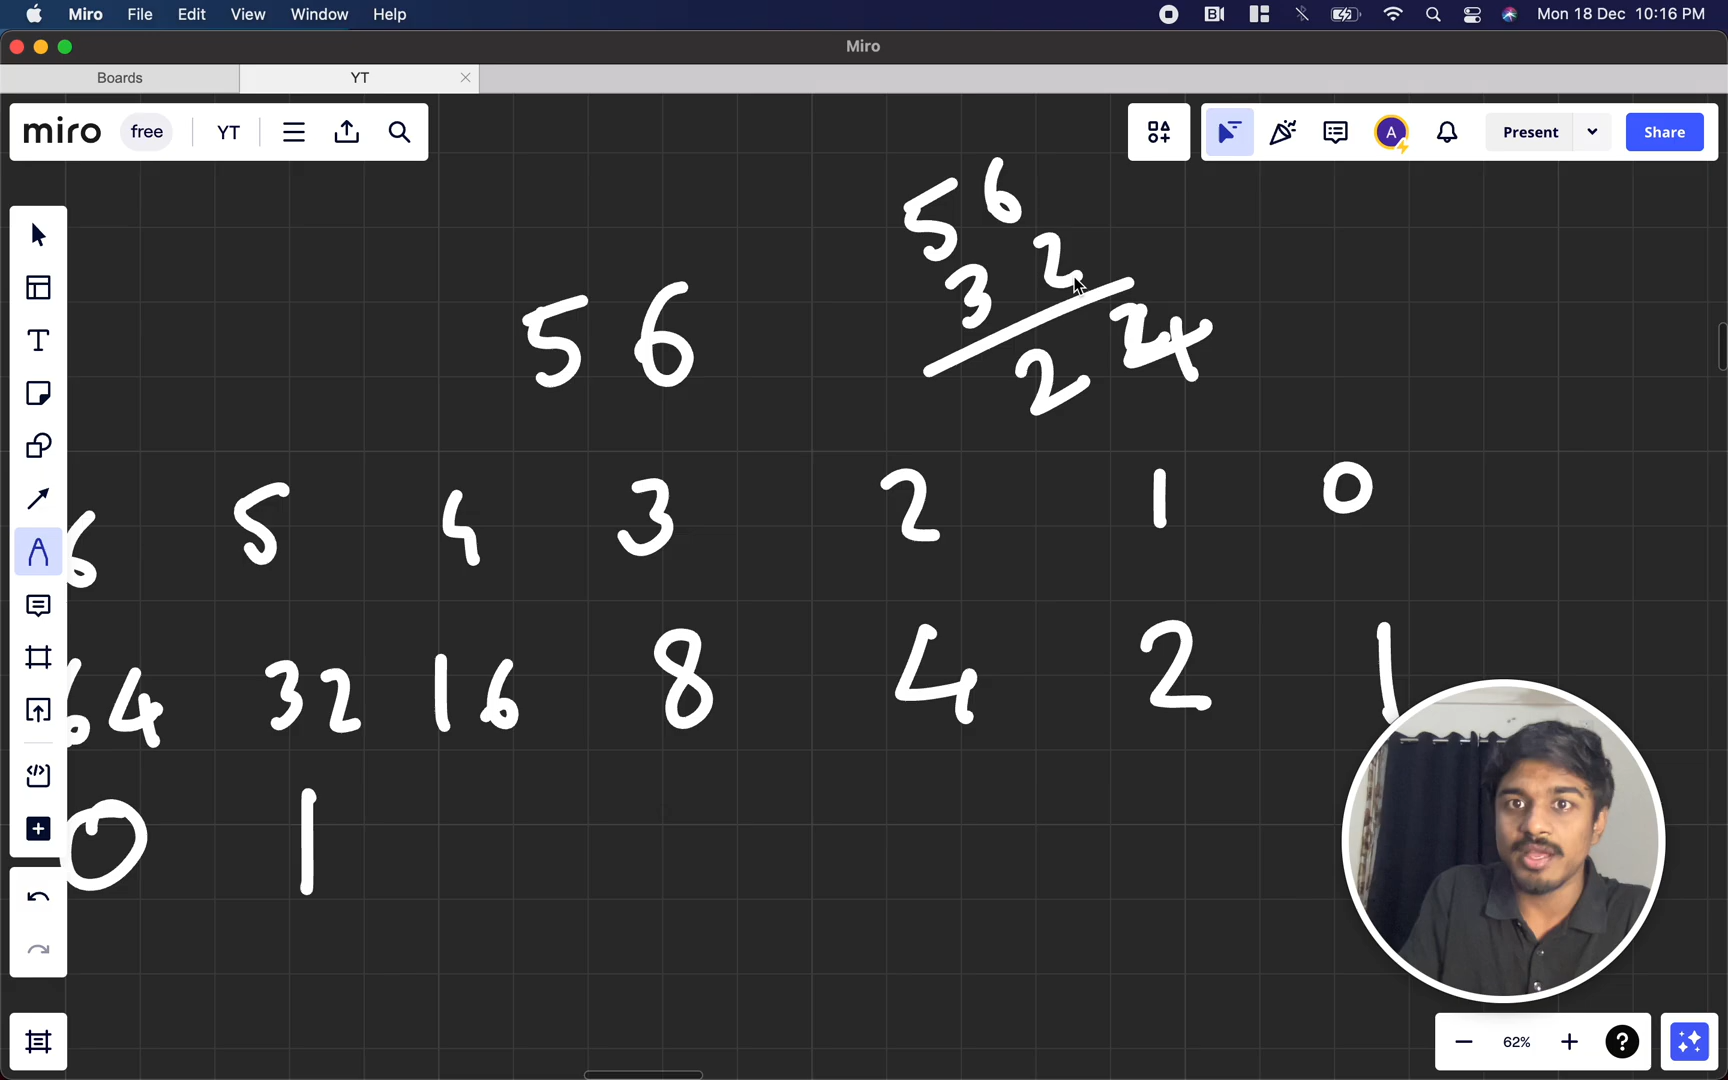 Miro File Edit View Window Help Mon 18 Dec 10:16 PM
Miro
Boards YT
miro free YT Present Share
A
56
32
56
2 24
6 5 4 3 2 1 0
64 32 16 8 4 2 1
0 1
62%